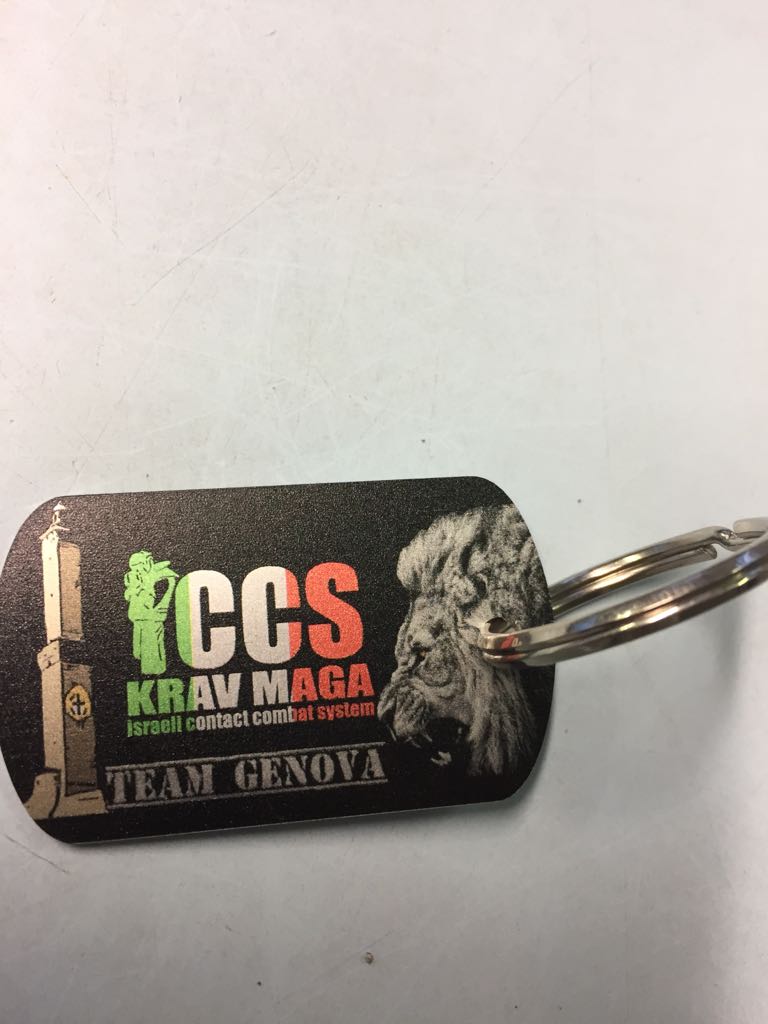 ICCS
KRAV MAGA
israeli contact combat system
TEAM GENOVA